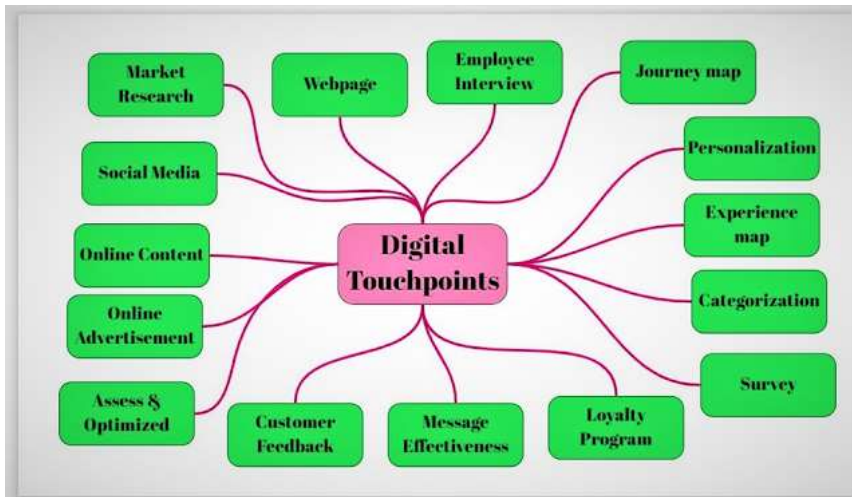 Market
Research
Webpage
Employee
Interview
Journey map
Social Media
Personalization
Online Content
Digital
Touchpoints
Experience
map
Online
Advertisement
Categorization
Assess &
Optimized
Customer
Feedback
Message
Effectiveness
Loyalty
Program
Survey